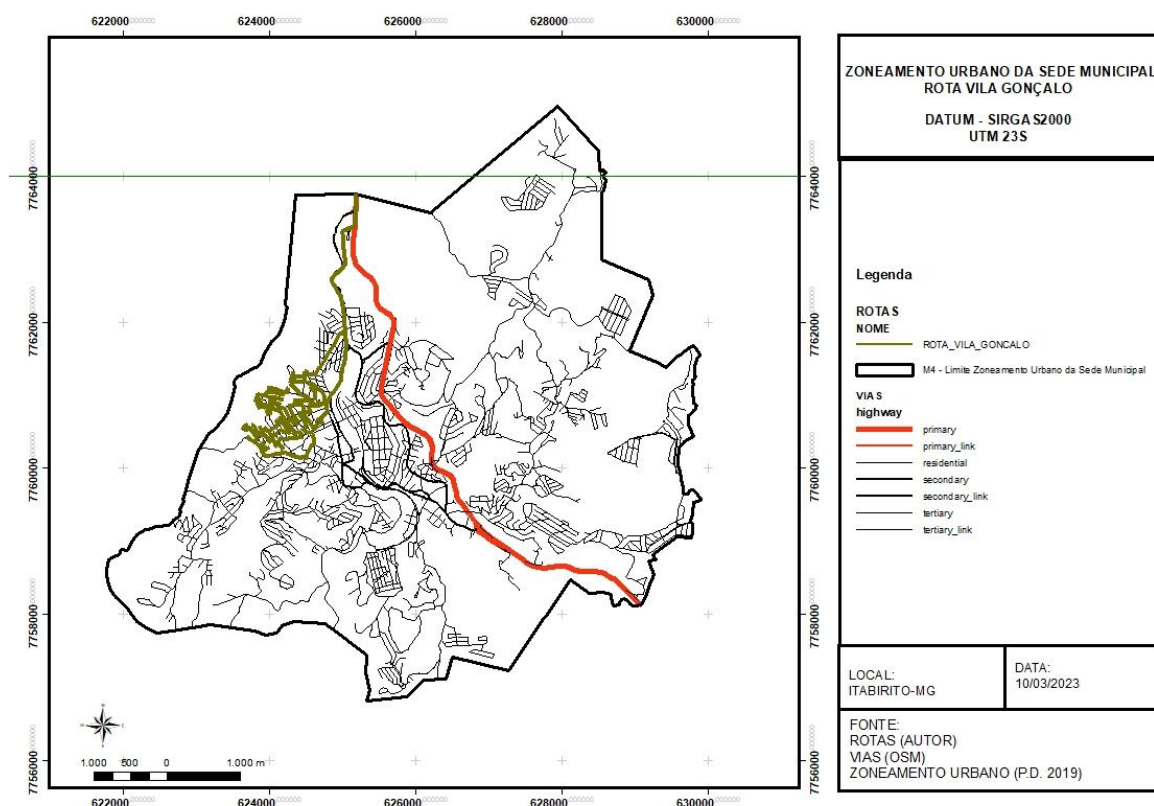 622000 624000 626000 628000 630000
7764000
7762000
7760000
7758000
7756000
7764000
7762000
7760000
7758000
7756000
N
1.000 500 0 1.000 m
622000 624000 626000 628000 630000
ZONEAMENTO URBANO DA SEDE MUNICIPAL
ROTA VILA GONÇALO
DATUM - SIRGAS2000
UTM 23S
Legenda
ROTAS
NOME
ROTA_VILA_GONCALO
M4 - Limite Zoneamento Urbano da Sede Municipal
VIAS
highway
primary
primary_link
residential
secondary
secondary_link
tertiary
tertiary_link
LOCAL:
ITABIRITO-MG
DATA:
10/03/2023
FONTE:
ROTAS (AUTOR)
VIAS (OSM)
ZONEAMENTO URBANO (P.D. 2019)